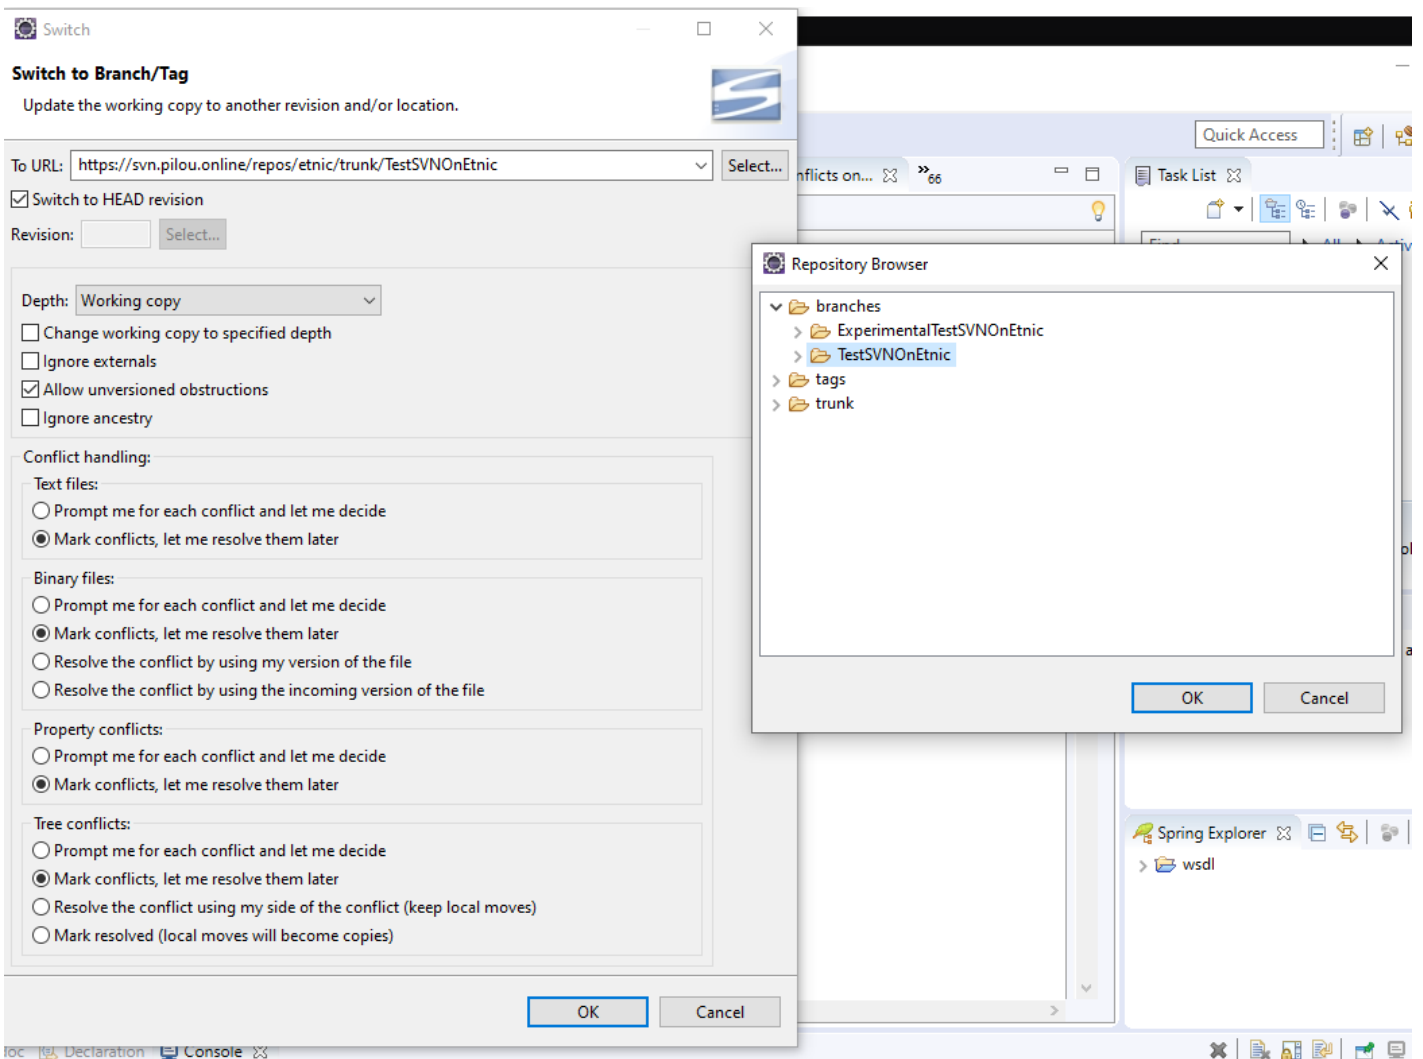 Switch
Switch to Branch/Tag
Update the working copy to another revision and/or location.
To URL: https://svn.pilou.online/repos/etnic/trunk/TestSVNOnEtnic Select...
Switch to HEAD revision
Revision: Select...
Depth: Working copy
Change working copy to specified depth
Ignore externals
Allow unversioned obstructions
Ignore ancestry
Conflict handling:
Text files:
Prompt me for each conflict and let me decide
Mark conflicts, let me resolve them later
Binary files:
Prompt me for each conflict and let me decide
Mark conflicts, let me resolve them later
Resolve the conflict by using my version of the file
Resolve the conflict by using the incoming version of the file
Property conflicts:
Prompt me for each conflict and let me decide
Mark conflicts, let me resolve them later
Tree conflicts:
Prompt me for each conflict and let me decide
Mark conflicts, let me resolve them later
Resolve the conflict using my side of the conflict (keep local moves)
Mark resolved (local moves will become copies)
OK Cancel
Quick Access
nflicts on... 66
Task List
Repository Browser
branches
ExperimentalTestSVNOnEtnic
TestSVNOnEtnic
tags
trunk
OK Cancel
Spring Explorer
wsdl
Declaration Console